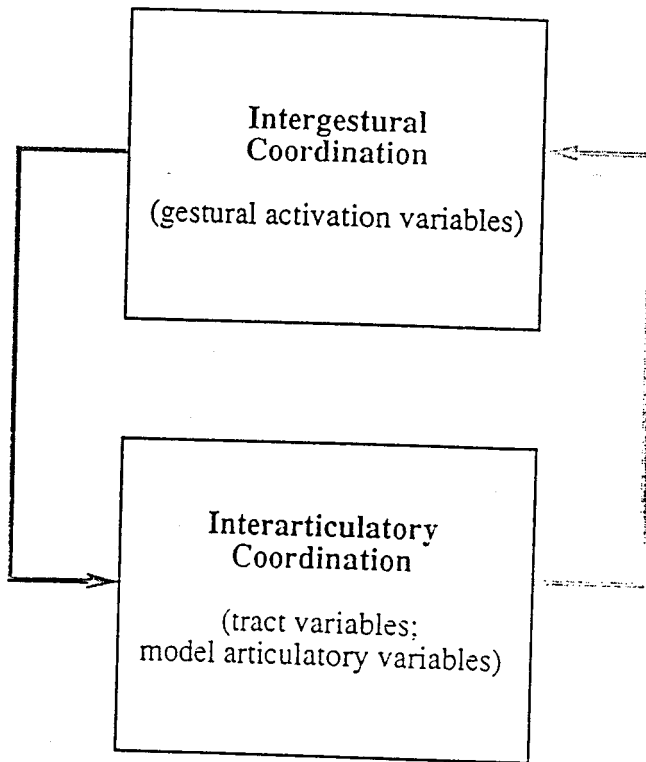 Intergestural
Coordination
(gestural activation variables)
Interarticulatory
Coordination
(tract variables;
model articulatory variables)